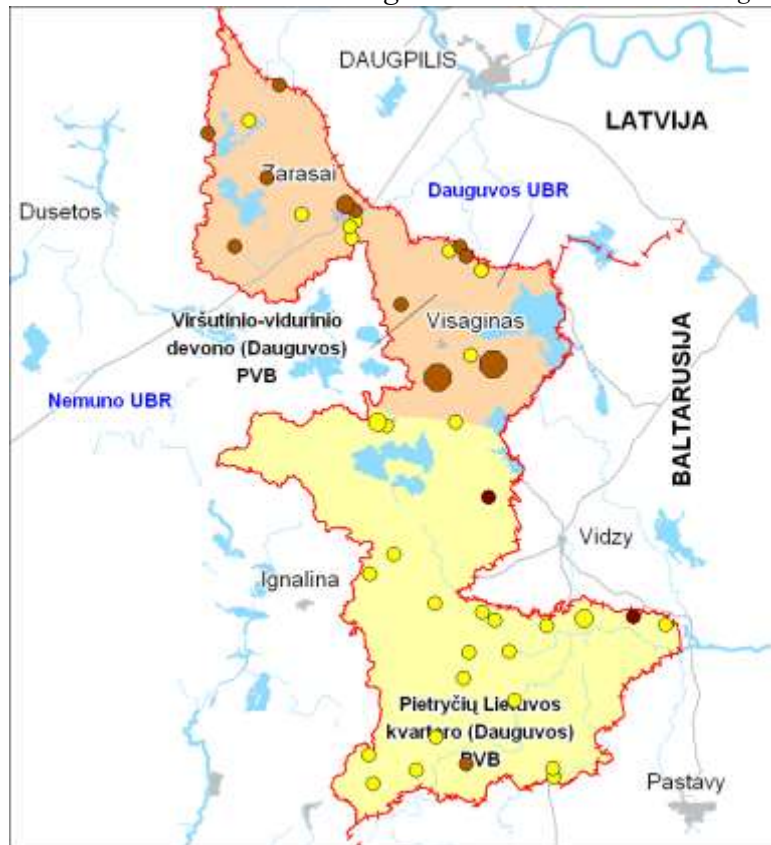 DAUGPILIS
LATVIJA
Zarasai
Dauguvos UBR
Dusetos
Viršutinio-vidurinio
devono (Dauguvos)
PVB
Visaginas
Nemuno UBR
BALTARUSIJA
Vidzy
Ignalina
Pietryčių Lietuvos
kvartero (Dauguvos)
PVB
Pastavy